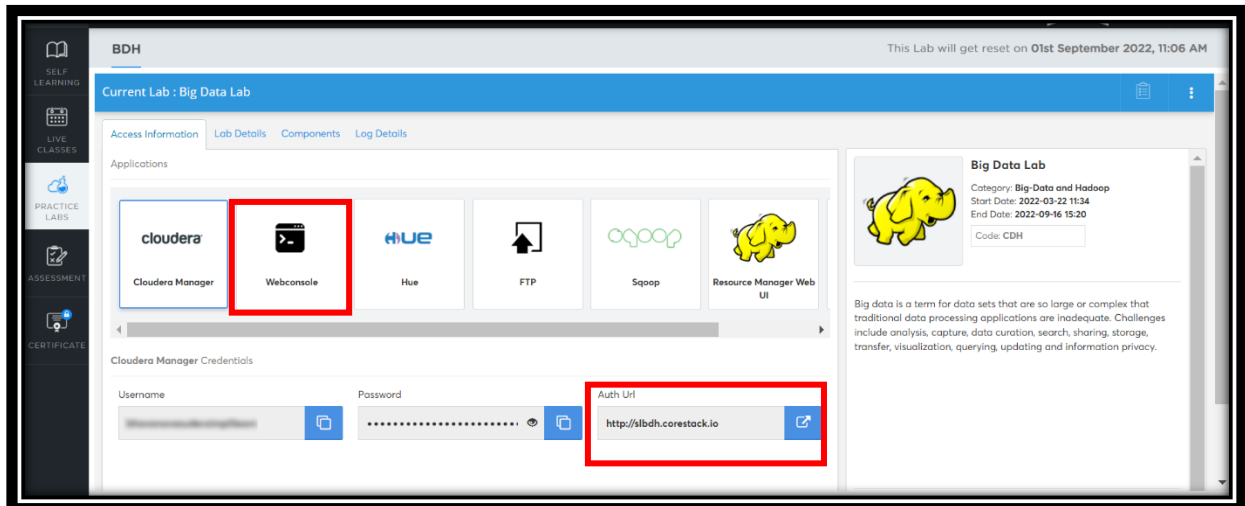 BDH
This Lab will get reset on 01st September 2022, 11:06 AM
SELF
LEARNING
LIVE
CLASSES
PRACTICE
LABS
ASSESSMENT
CERTIFICATE
Current Lab : Big Data Lab
Access Information Lab Details Components Log Details
Applications
cloudera
Cloudera Manager
Webconsole
HUE
Hue
FTP
sqoop
Sqoop
Resource Manager Web
UI
Cloudera Manager Credentials
Username
Password
Auth Url
http://slbdh.corestack.io
Big Data Lab
Category: Big-Data and Hadoop
Start Date: 2022-03-22 11:34
End Date: 2022-09-16 15:20
Code: CDH
Big data is a term for data sets that are so large or complex that
traditional data processing applications are inadequate. Challenges
include analysis, capture, data curation, search, sharing, storage,
transfer, visualization, querying, updating and information privacy.